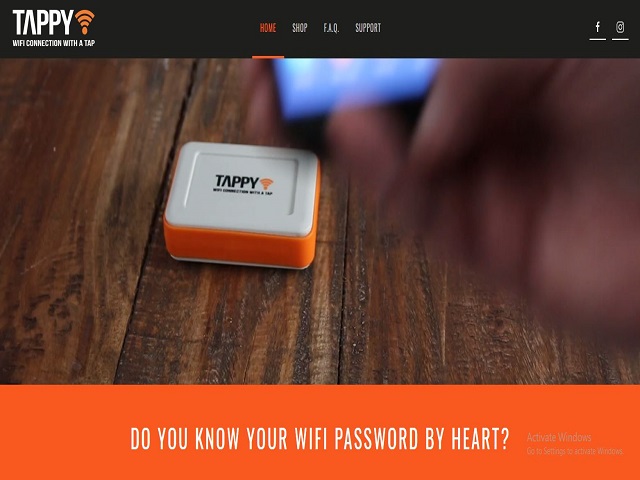 TAPPY
WIFI CONNECTION WITH A TAP
HOME SHOP F.A.Q. SUPPORT
TAPPY
WIFI CONNECTION WITH A TAP
DO YOU KNOW YOUR WIFI PASSWORD BY HEART?
Activate Windows
Go to Settings to activate Windows.